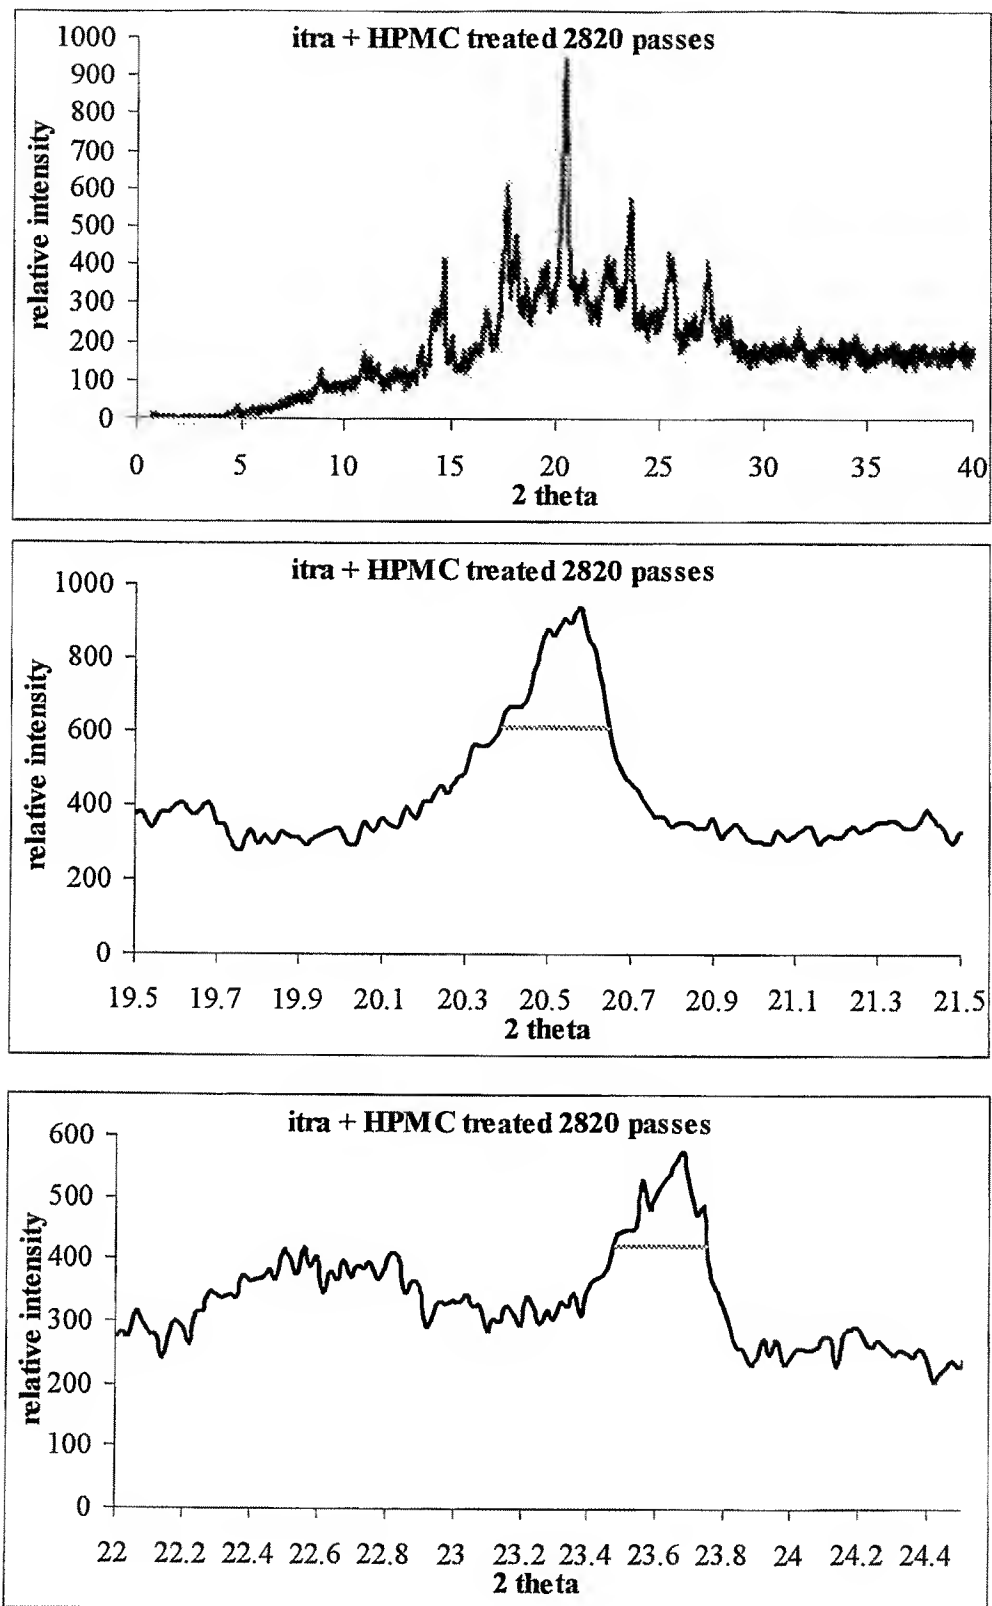 itra + HPMC treated 2820 passes
1000
900
800
700
600
500
400
300
200
100
0
relative intensity
0 5 10 15 20 25 30 35 40
2 theta
itra + HPMC treated 2820 passes
1000
800
600
400
200
0
relative intensity
19.5 19.7 19.9 20.1 20.3 20.5 20.7 20.9 21.1 21.3 21.5
2 theta
itra + HPMC treated 2820 passes
600
500
400
300
200
100
0
relative intensity
22 22.2 22.4 22.6 22.8 23 23.2 23.4 23.6 23.8 24 24.2 24.4
2 theta